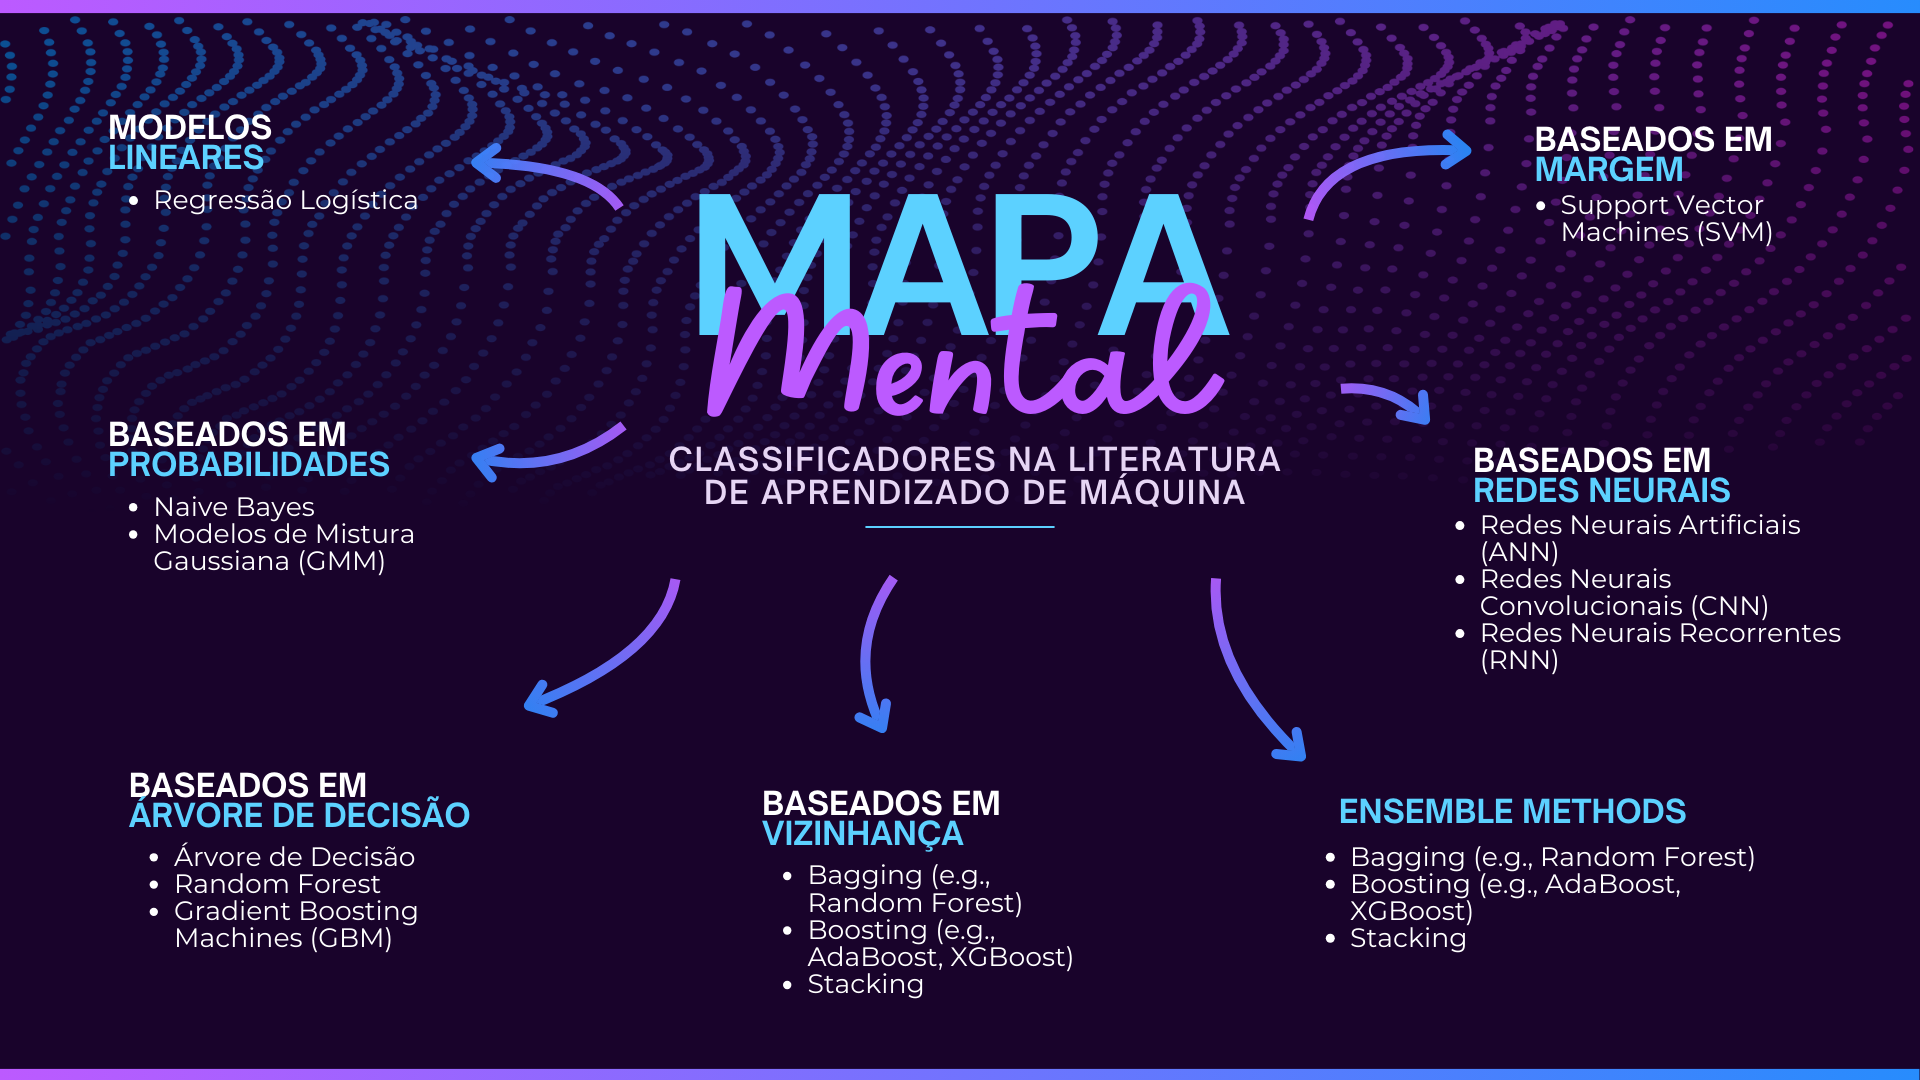 MAPA
Mental
CLASSIFICADORES NA LITERATURA
DE APRENDIZADO DE MÁQUINA
MODELOS
LINEARES
• Regressão Logística
BASEADOS EM
MARGEM
• Support Vector
Machines (SVM)
BASEADOS EM
PROBABILIDADES
• Naive Bayes
• Modelos de Mistura
Gaussiana (GMM)
BASEADOS EM
REDES NEURAIS
• Redes Neurais Artificiais
(ANN)
• Redes Neurais
Convolucionais (CNN)
• Redes Neurais Recorrentes
(RNN)
BASEADOS EM
ÁRVORE DE DECISÃO
• Árvore de Decisão
• Random Forest
• Gradient Boosting
Machines (GBM)
BASEADOS EM
VIZINHANÇA
• Bagging (e.g.,
Random Forest)
• Boosting (e.g.,
AdaBoost, XGBoost)
• Stacking
ENSEMBLE METHODS
• Bagging (e.g., Random Forest)
• Boosting (e.g., AdaBoost,
XGBoost)
• Stacking